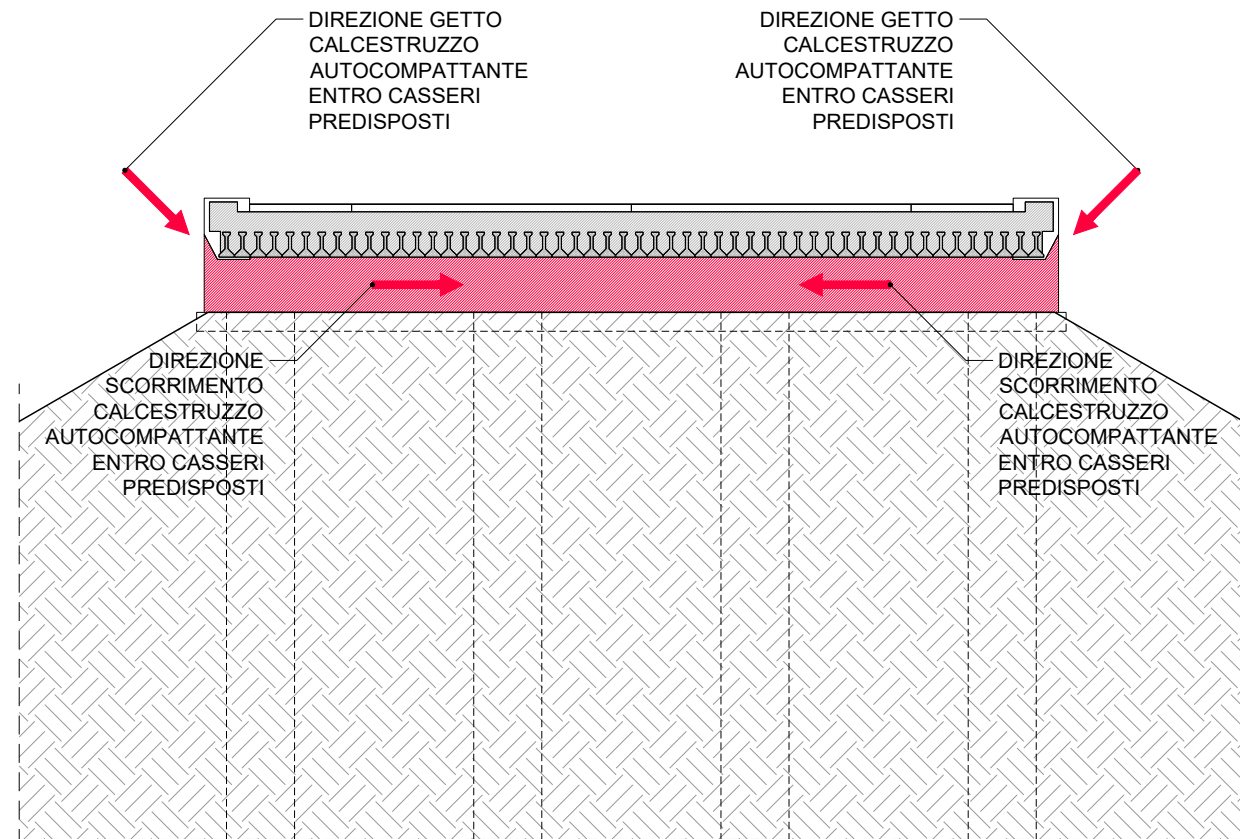 DIREZIONE GETTO
CALCESTRUZZO
AUTOCOMPATTANTE
ENTRO CASSERI
PREDISPOSTI
DIREZIONE GETTO
CALCESTRUZZO
AUTOCOMPATTANTE
ENTRO CASSERI
PREDISPOSTI
DIREZIONE
SCORRIMENTO
CALCESTRUZZO
AUTOCOMPATTANTE
ENTRO CASSERI
PREDISPOSTI
DIREZIONE
SCORRIMENTO
CALCESTRUZZO
AUTOCOMPATTANTE
ENTRO CASSERI
PREDISPOSTI